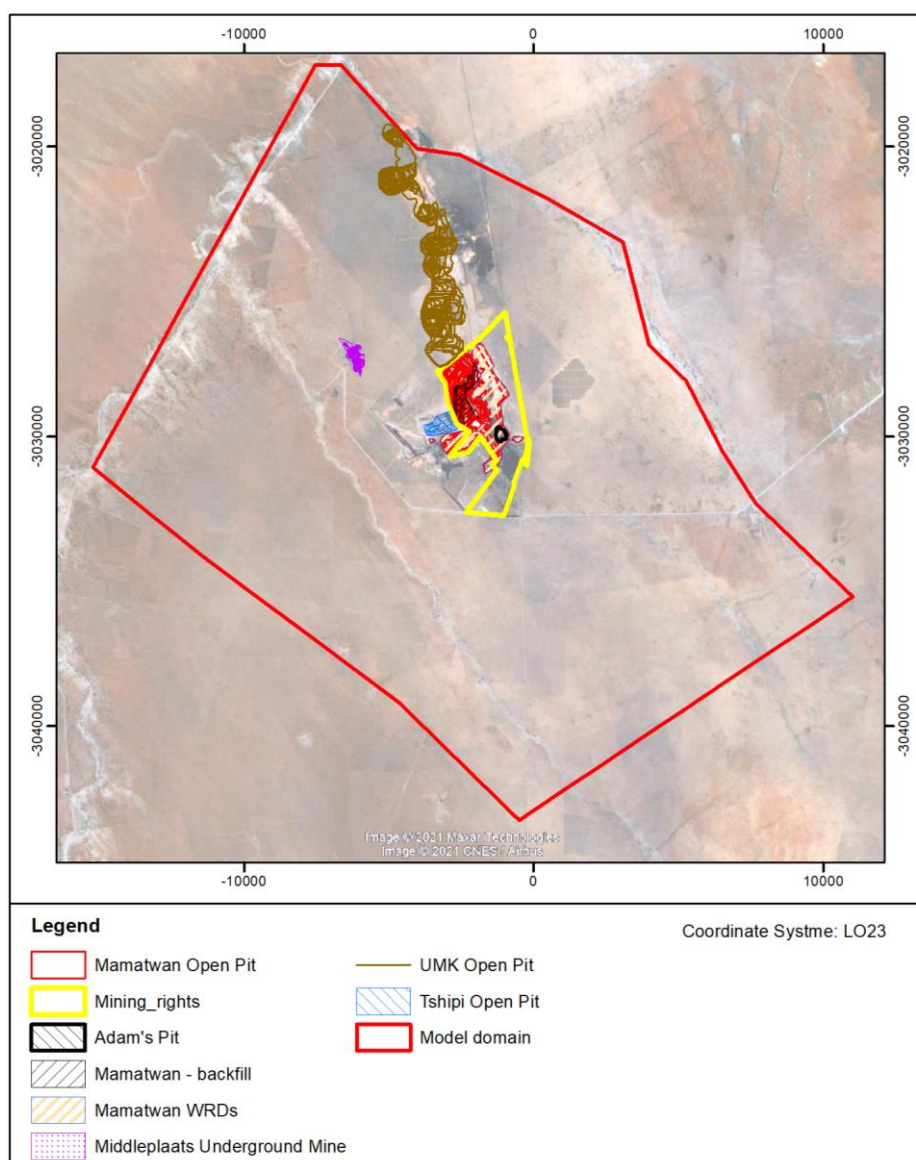 -10000 0 10000
-3020000 -3020000
-3030000 -3030000
-3040000 -3040000
Image © 2021 Maxar Technologies
Image © 2021 CNES / Airbus
-10000 0 10000
Legend
Coordinate Systme: LO23
Mamatwan Open Pit
Mining_rights
Adam's Pit
Mamatwan - backfill
Mamatwan WRDs
Middleplaats Underground Mine
UMK Open Pit
Tshipi Open Pit
Model domain